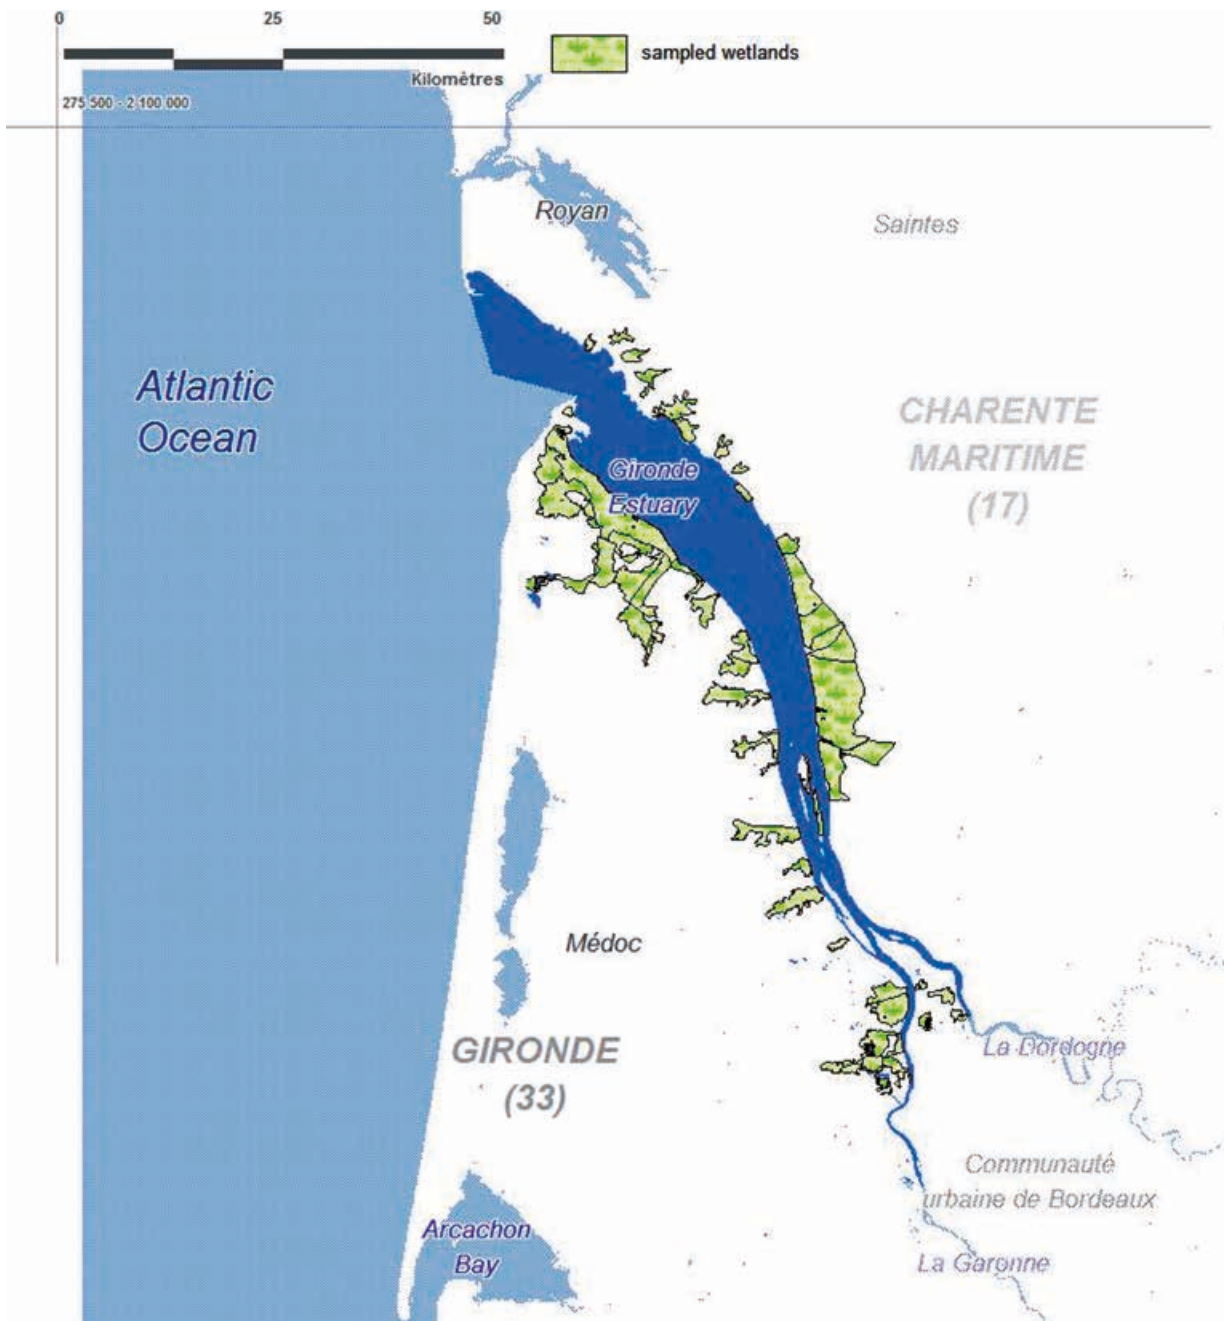 0 25 50
sampled wetlands
Kilomètres
275 500 - 2 100 000
Royan
Saintes
Atlantic
Ocean
CHARENTE
MARITIME
(17)
Gironde
Estuary
Médoc
GIRONDE
(33)
La Dordogne
Communauté
urbaine de Bordeaux
Arcachon
Bay
La Garonne